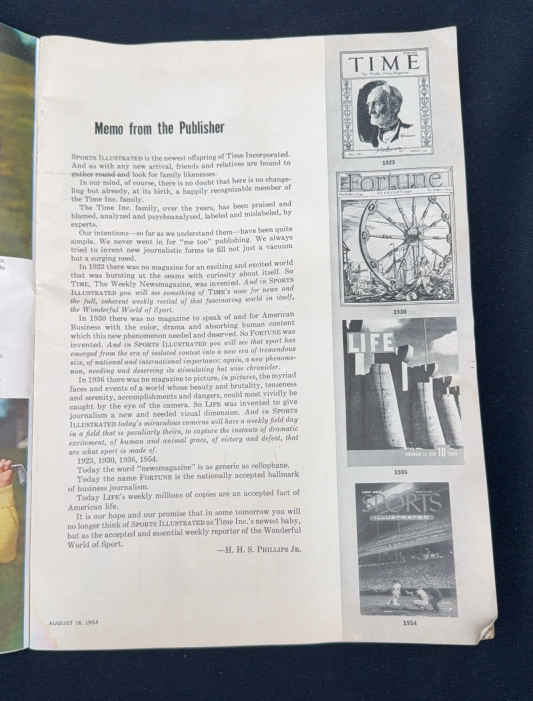 Memo from the Publisher
SPORTS ILLUSTRATED is the newest offspring of Time Incorporated.
And as with any new arrival, friends and relatives are bound to
gather round and look for family likenesses.
In our mind, of course, there is no doubt that here is no change-
ling but already, at its birth, a happily recognizable member of
the Time Inc. family.
The Time Inc. family, over the years, has been praised and
blamed, analyzed and psychoanalyzed, labeled and mislabeled, by
experts.
Our intentions—so far as we understand them—have been quite
simple. We never went in for "me too" publishing. We always
tried to invent new journalistic forms to fill not just a vacuum
but a surging need.
In 1923 there was no magazine for an exciting and excited world
that was bursting at the seams with curiosity about itself. So
TIME, The Weekly Newsmagazine, was invented. And in SPORTS
ILLUSTRATED you will see something of TIME's nose for news and
the full, coherent weekly recital of that fascinating world in itself,
the Wonderful World of Sport.
In 1930 there was no magazine to speak of and for American
Business with the color, drama and absorbing human content
which this new phenomenon needed and deserved. So FORTUNE was
invented. And in SPORTS ILLUSTRATED you will see that sport has
emerged from the era of isolated contest into a new era of tremendous
size, of national and international importance; again, a new phenome-
non, needing and deserving its stimulating but wise chronicler.
In 1936 there was no magazine to picture, in pictures, the myriad
faces and events of a world whose beauty and brutality, tenseness
and serenity, accomplishments and dangers, could most vividly be
caught by the eye of the camera. So LIFE was invented to give
journalism a new and needed visual dimension. And in SPORTS
ILLUSTRATED today's miraculous cameras will have a weekly field day
in a field that is peculiarly theirs, to capture the instants of dramatic
excitement, of human and animal grace, of victory and defeat, that
are what sport is made of.
1923, 1930, 1936, 1954.
Today the word "newsmagazine" is as generic as cellophane.
Today the name FORTUNE is the nationally accepted hallmark
of business journalism.
Today LIFE's weekly millions of copies are an accepted fact of
American life.
It is our hope and our promise that in some tomorrow you will
no longer think of SPORTS ILLUSTRATED as Time Inc.'s newest baby,
but as the accepted and essential weekly reporter of the Wonderful
World of Sport.
—H. H. S. PHILLIPS JR.
AUGUST 16, 1954
TIME
The Weekly News-Magazine
1923
Fortune
1930
LIFE
10
1936
SPORTS
ILLUSTRATED
1954